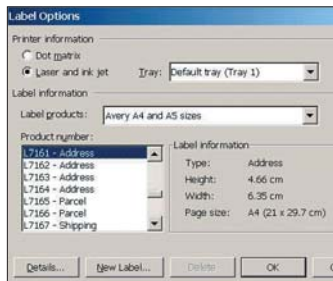 Label Options
Printer information
Dot matrix
Laser and ink jet
Tray: Default tray (Tray 1)
Label information
Label products: Avery A4 and A5 sizes
Product number:
L7161 - Address
L7162 - Address
L7163 - Address
L7164 - Address
L7165 - Parcel
L7166 - Parcel
L7167 - Shipping
Label information
Type: Address
Height: 4.66 cm
Width: 6.35 cm
Page size: A4 (21 x 29.7 cm)
Details... New Label... Delete OK